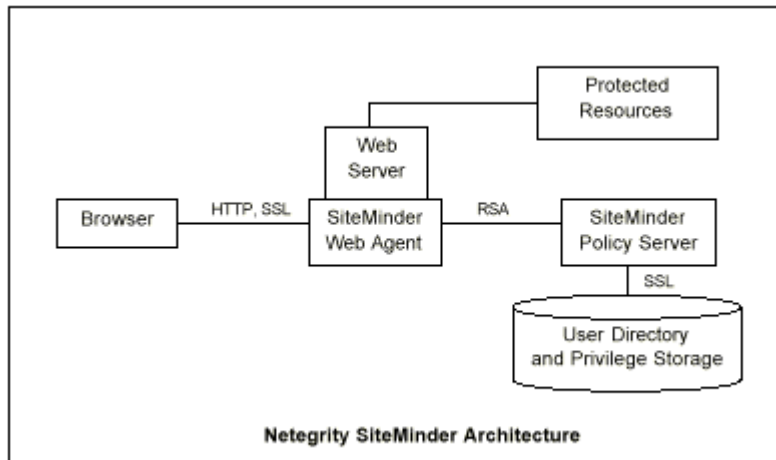 Protected
Resources
Web
Server
Browser
HTTP, SSL
SiteMinder
Web Agent
RSA
SiteMinder
Policy Server
SSL
User Directory
and Privilege Storage
Netegrity SiteMinder Architecture